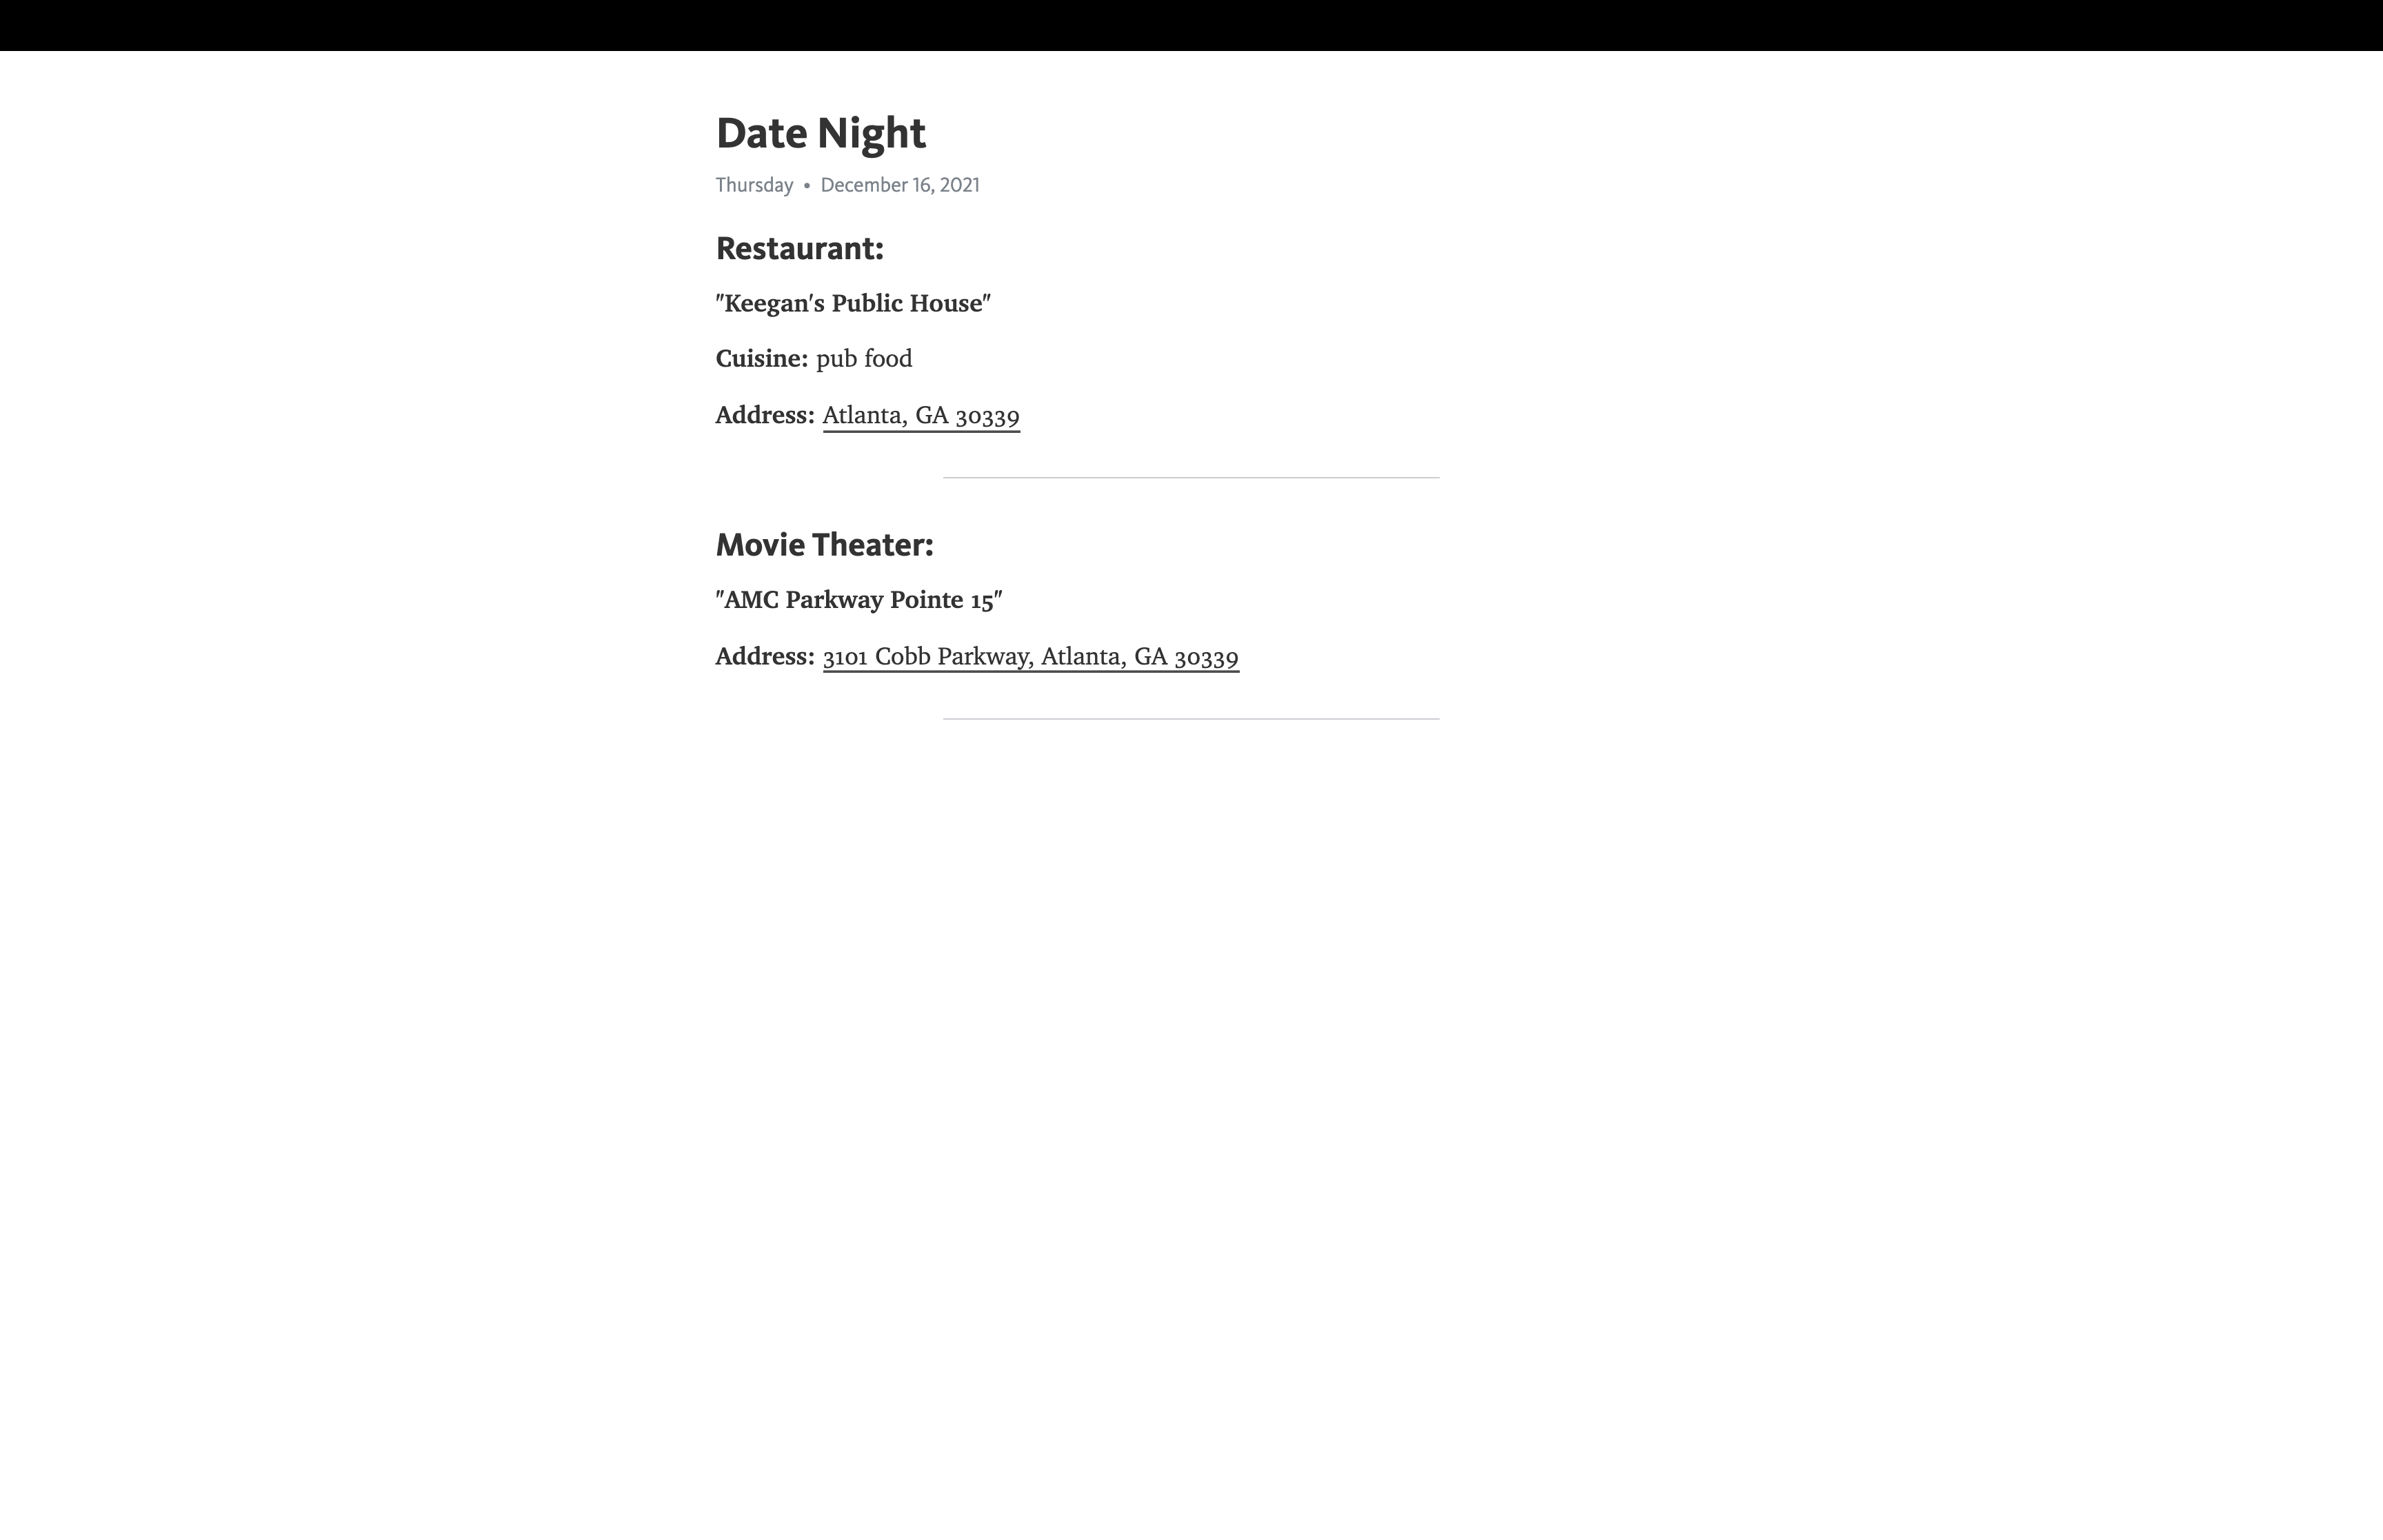 Date Night
Thursday • December 16, 2021
Restaurant:
"Keegan's Public House"
Cuisine: pub food
Address: Atlanta, GA 30339
Movie Theater:
"AMC Parkway Pointe 15"
Address: 3101 Cobb Parkway, Atlanta, GA 30339